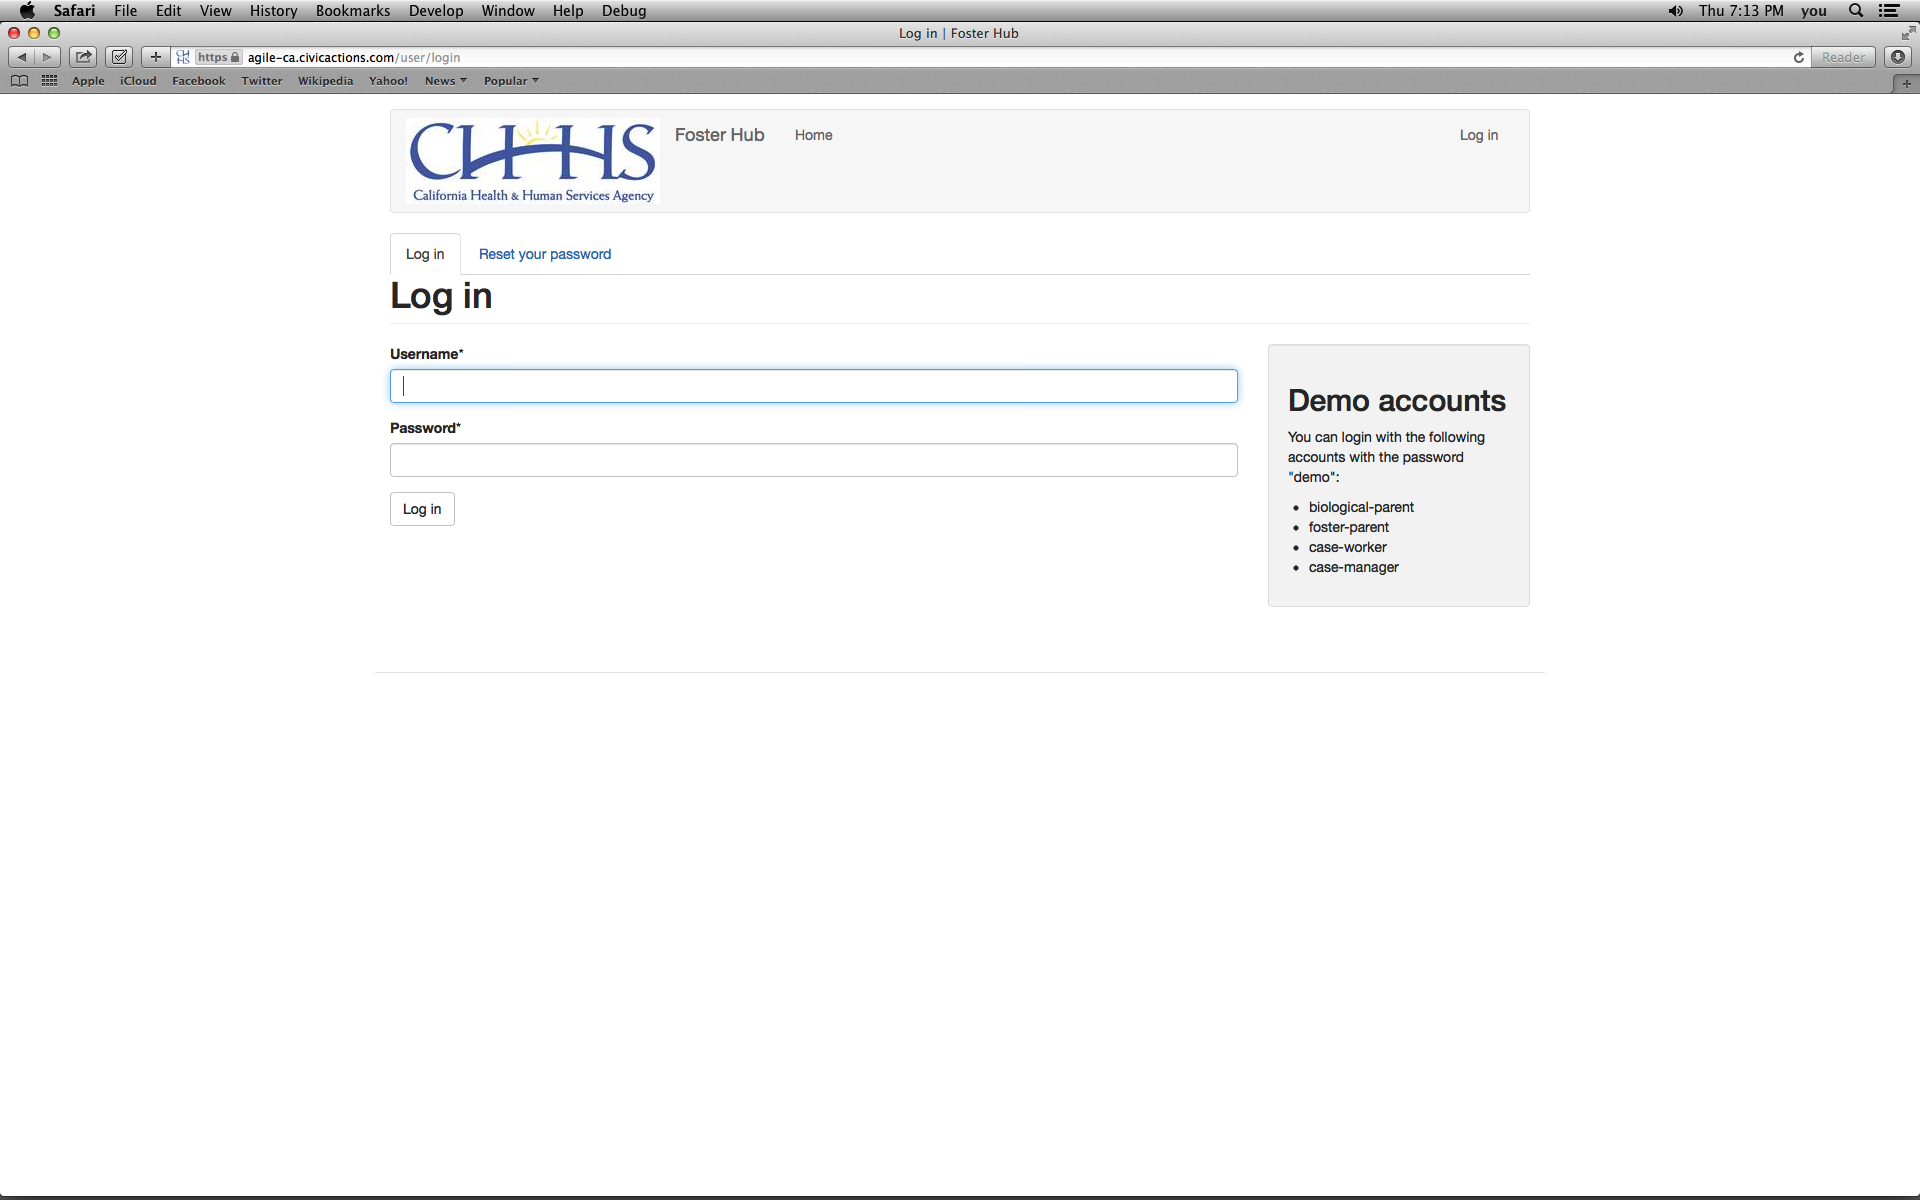 Safari File Edit View History Bookmarks Develop Window Help Debug Thu 7:13 PM you
Log in | Foster Hub
https agile-ca.civicactions.com/user/login Reader
Apple iCloud Facebook Twitter Wikipedia Yahoo! News Popular
CHHS
California Health & Human Services Agency
Foster Hub Home Log in
Log in Reset your password
Log in
Username*
Password*
Log in
Demo accounts
You can login with the following
accounts with the password
"demo":
• biological-parent
• foster-parent
• case-worker
• case-manager